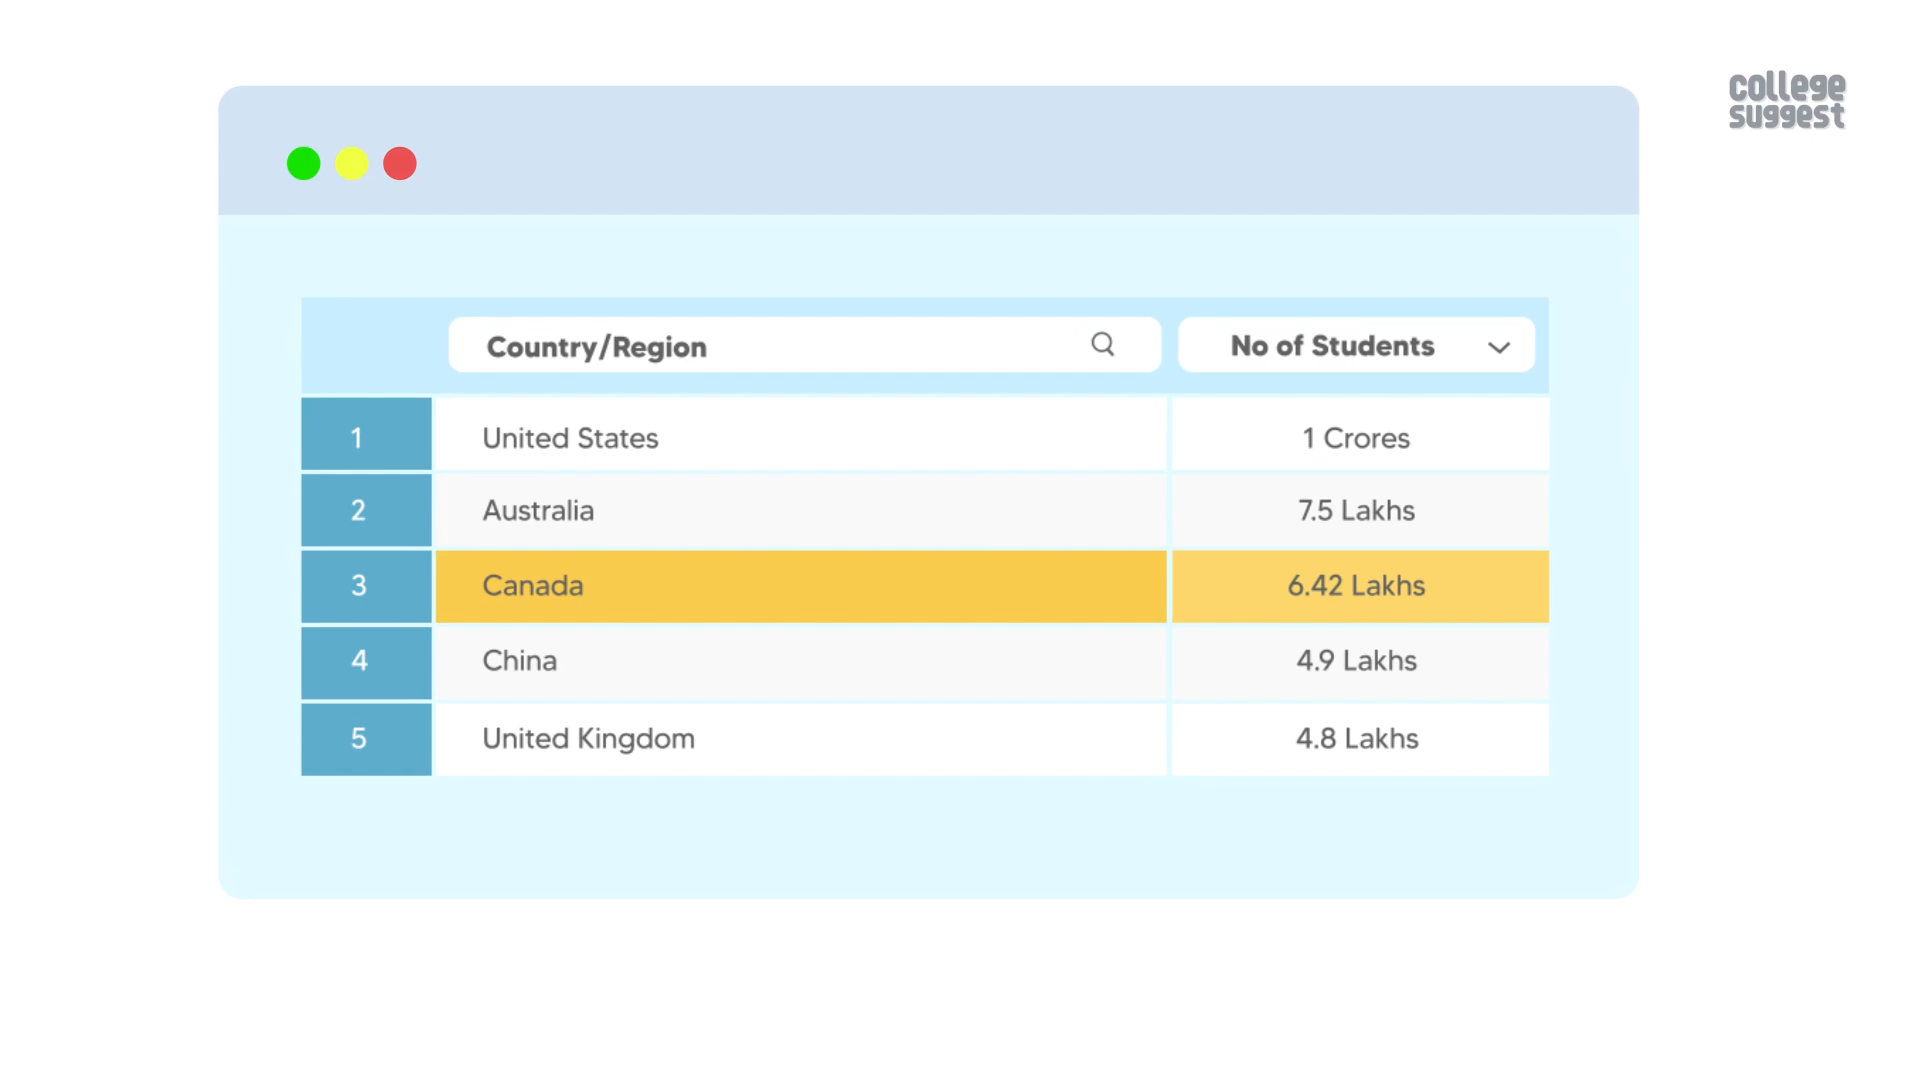 college
suggest
Country/Region No of Students
1 United States 1 Crores
2 Australia 7.5 Lakhs
3 Canada 6.42 Lakhs
4 China 4.9 Lakhs
5 United Kingdom 4.8 Lakhs